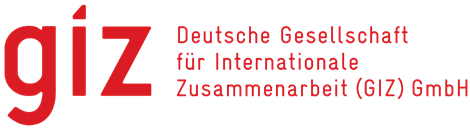 giz
Deutsche Gesellschaft
für Internationale
Zusammenarbeit (GIZ) GmbH